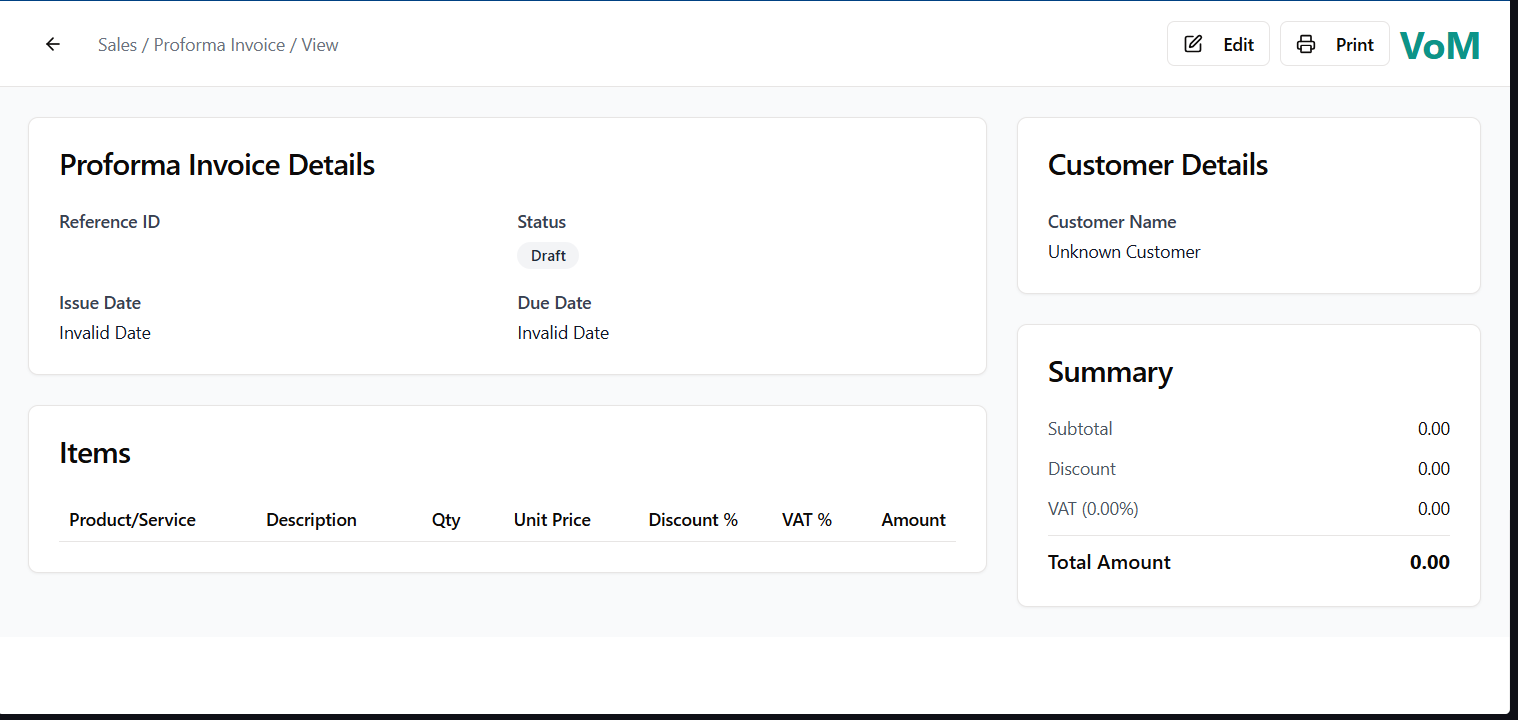 Sales / Proforma Invoice / View
Edit
Print
VoM
Proforma Invoice Details
Reference ID
Status
Draft
Issue Date
Due Date
Invalid Date
Invalid Date
Items
Product/Service Description Qty Unit Price Discount % VAT % Amount
Customer Details
Customer Name
Unknown Customer
Summary
Subtotal 0.00
Discount 0.00
VAT (0.00%) 0.00
Total Amount 0.00